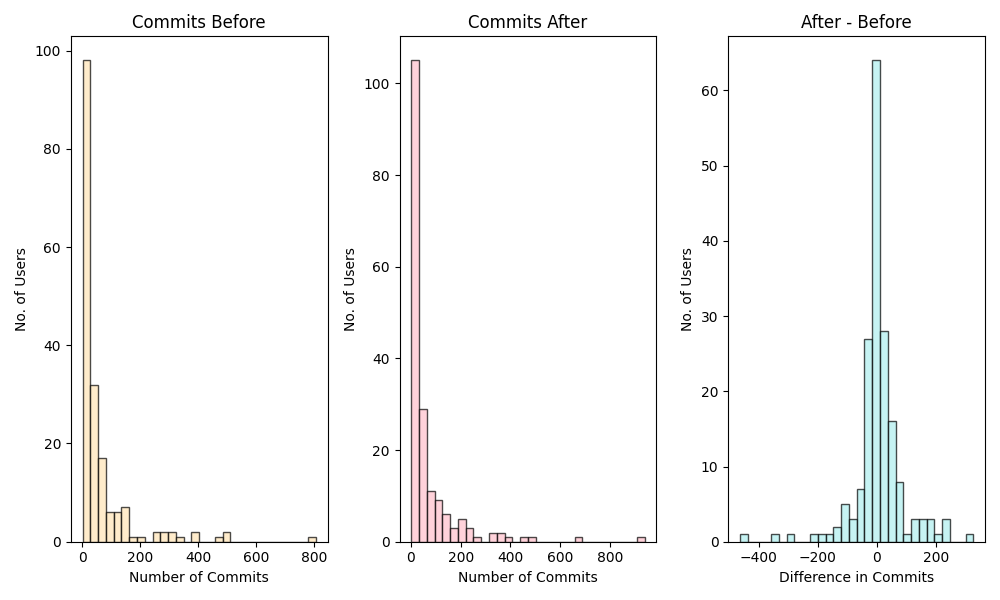 Commits Before
No. of Users
100
80
60
40
20
0
0 200 400 600 800
Number of Commits
Commits After
No. of Users
100
80
60
40
20
0
0 200 400 600 800
Number of Commits
After - Before
No. of Users
60
50
40
30
20
10
0
−400 −200 0 200
Difference in Commits